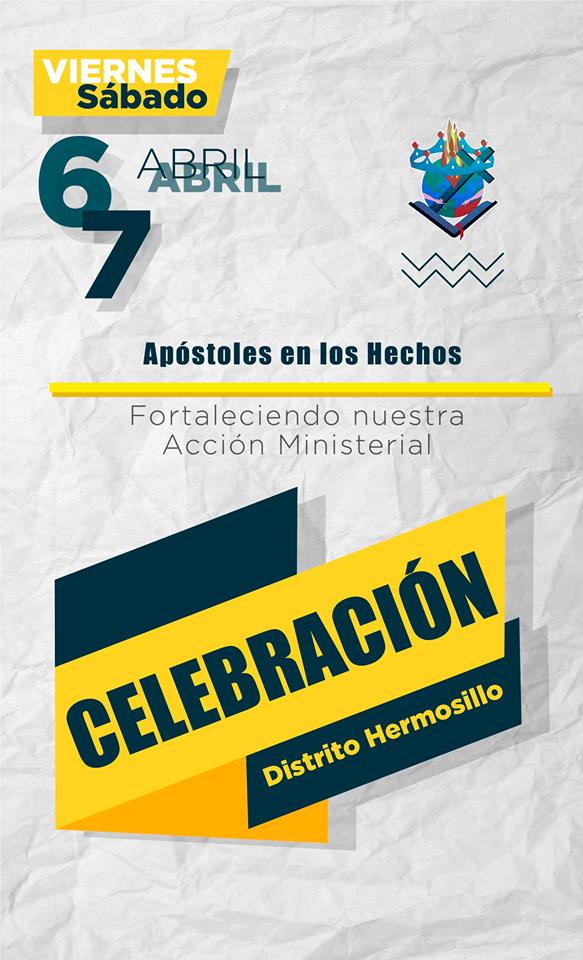 VIERNES
Sábado
6 ABRIL
ABRIL
7
Apóstoles en los Hechos
Fortaleciendo nuestra
Acción Ministerial
CELEBRACIÓN
Distrito Hermosillo